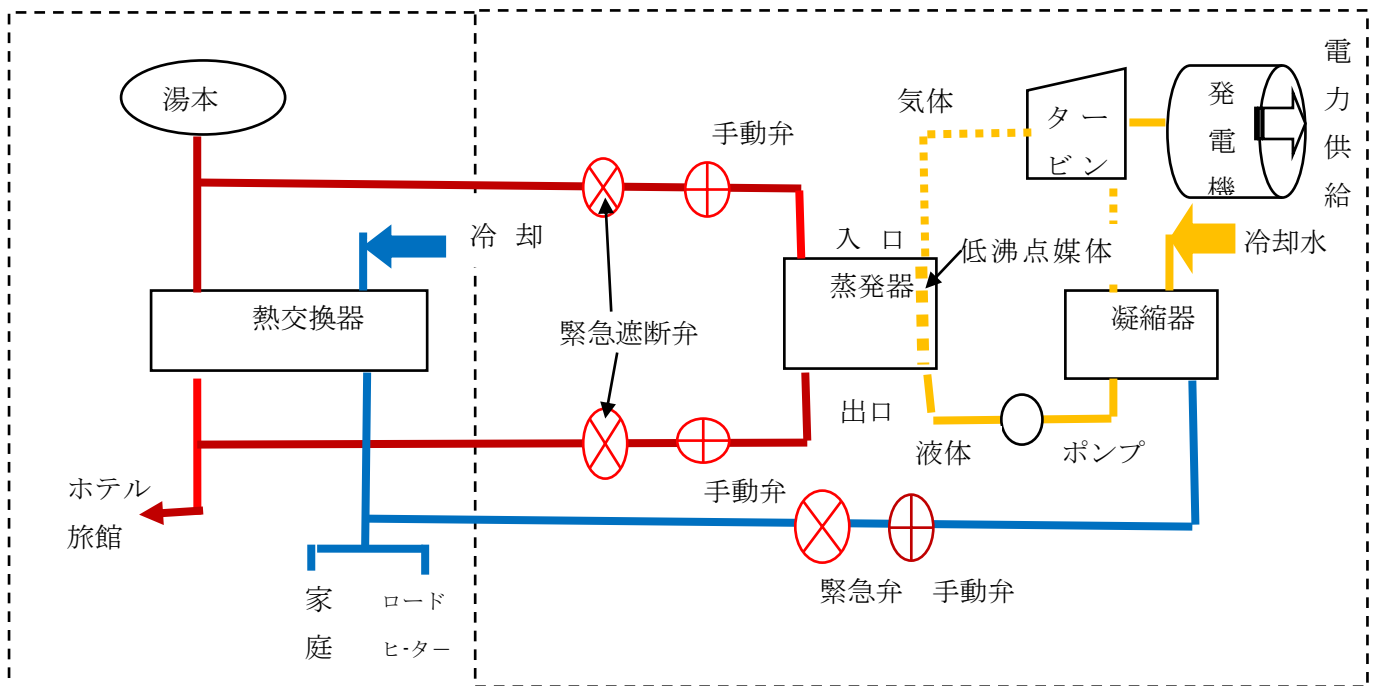 湯本
冷 却
熱交換器
ホテル
旅館
家
庭
ロード
ヒ-ター
手動弁
緊急遮断弁
手動弁
入 口
蒸発器
出口
気体
低沸点媒体
液体
ポンプ
ター
ビン
発
電
機
電
力
供
給
冷却水
凝縮器
緊急弁 手動弁